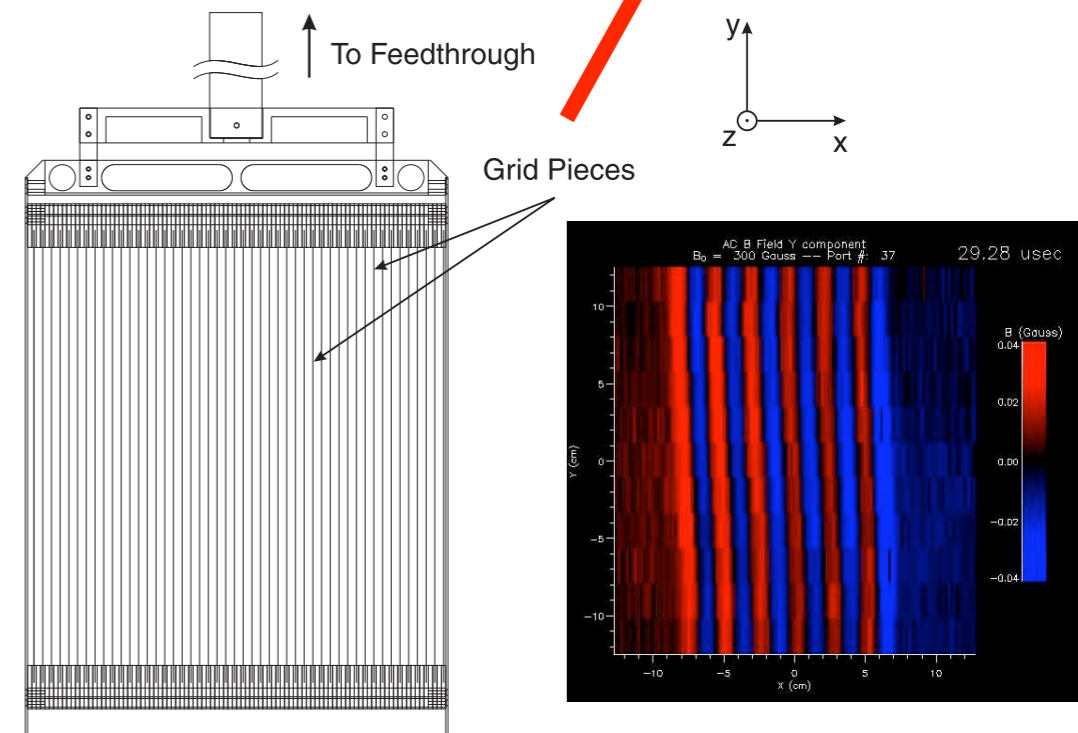 To Feedthrough
y
z
x
Grid Pieces
AC B Field Y component
B₀ = 300 Gauss -- Port #: 37
29.28 usec
B (Gauss)
0.04
0.02
0.00
-0.02
-0.04
10
5
0
-5
-10
Y (cm)
-10
-5
0
5
10
X (cm)